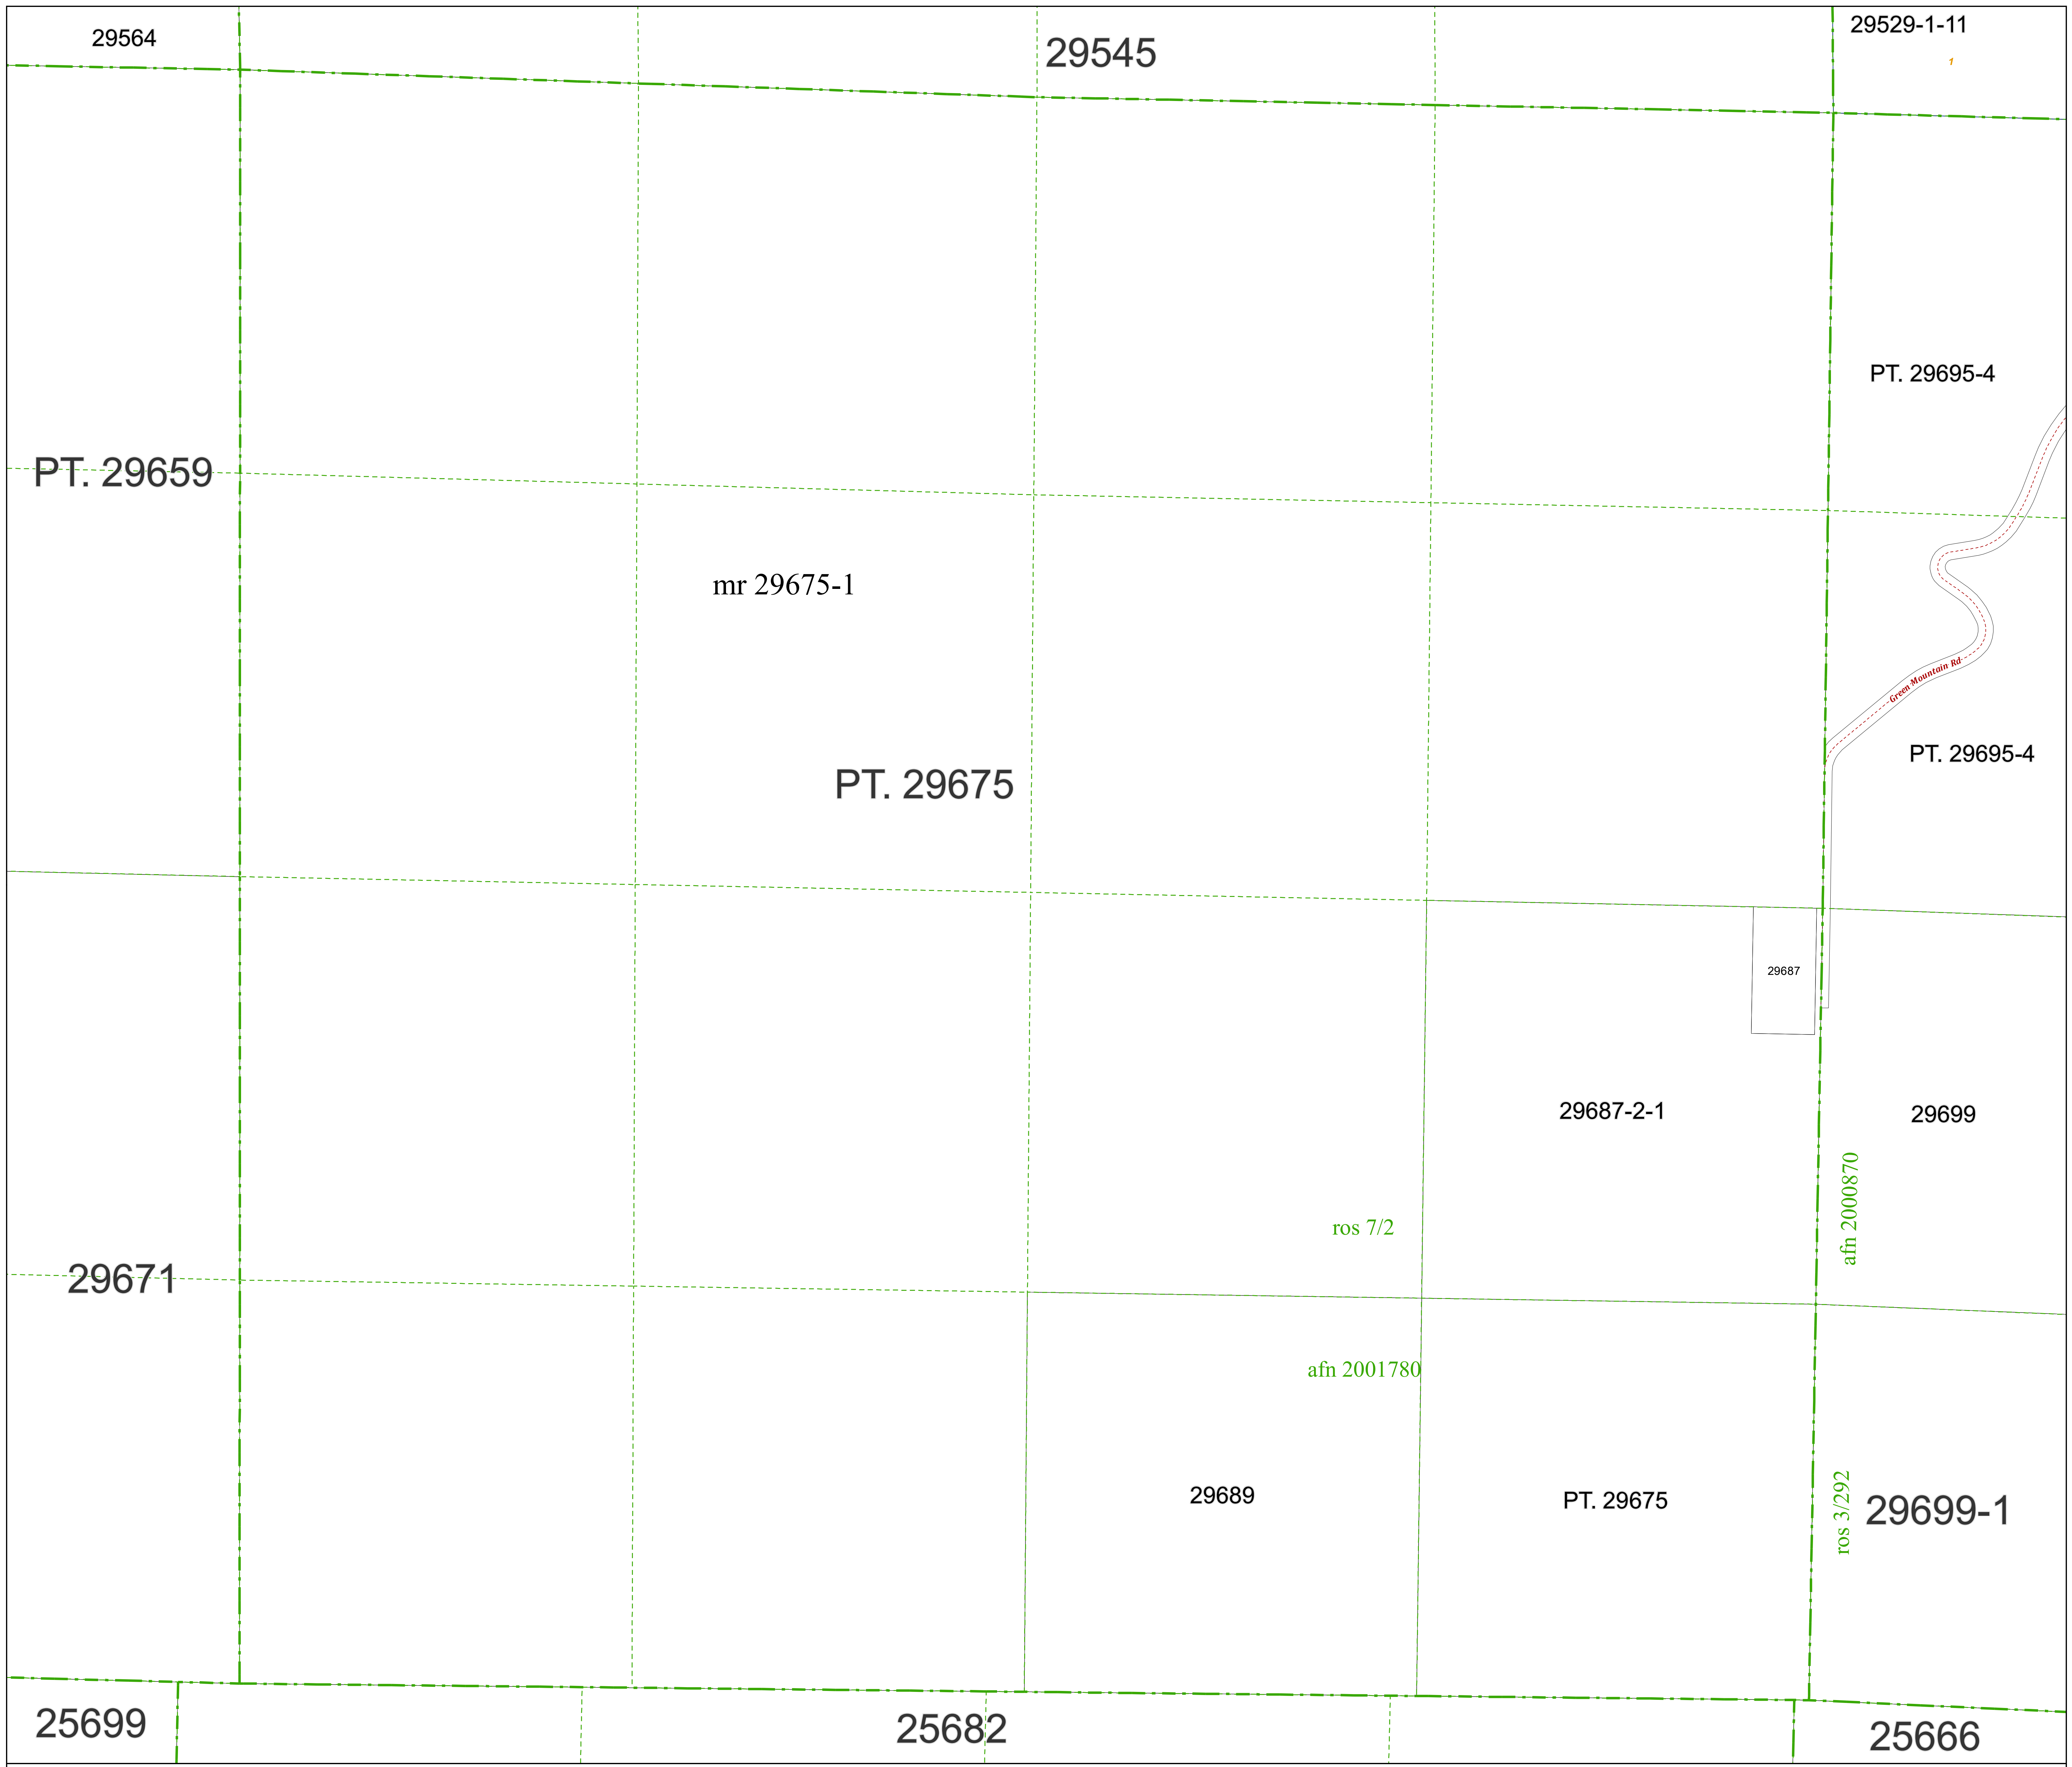 29564
29545
29529-1-11
1
PT. 29695-4
PT. 29659
mr 29675-1
Green Mountain Rd
PT. 29695-4
PT. 29675
29687
29687-2-1
29699
afn 2000870
ros 7/2
29671
afn 2001780
29689
PT. 29675
ros 3/292
29699-1
25699
25682
25666